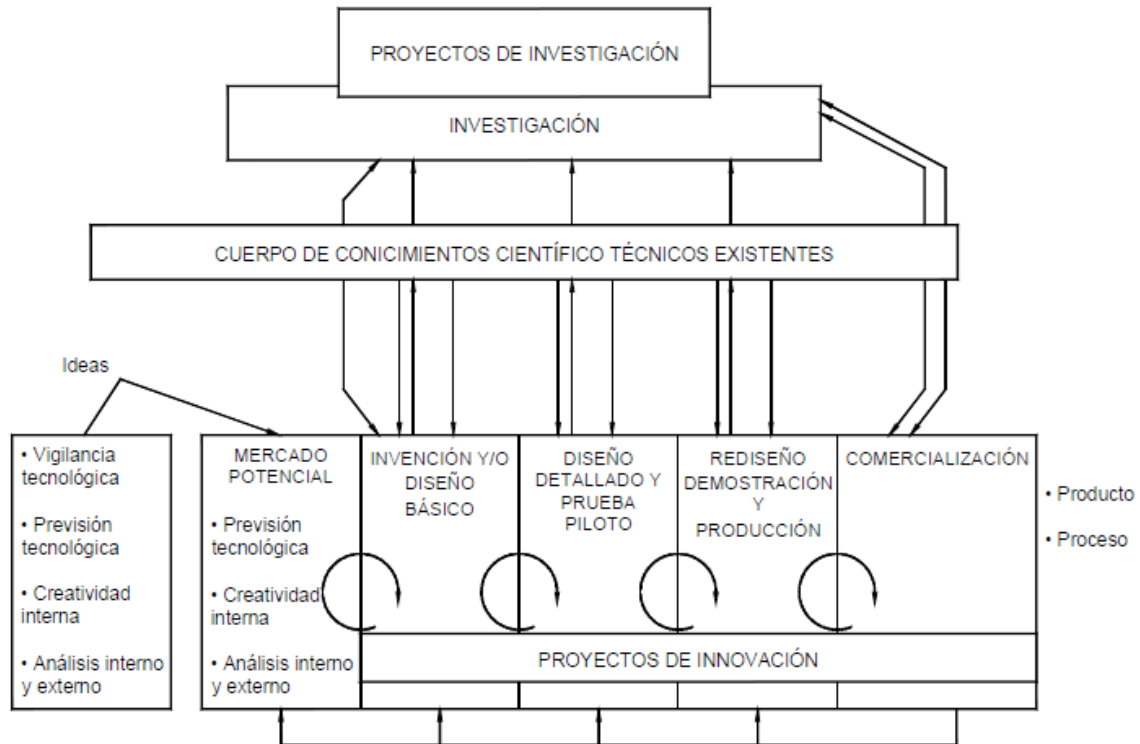 PROYECTOS DE INVESTIGACIÓN
INVESTIGACIÓN
CUERPO DE CONICIMIENTOS CIENTÍFICO TÉCNICOS EXISTENTES
Ideas
• Vigilancia
tecnológica
• Previsión
tecnológica
• Creatividad
interna
• Análisis interno
y externo
MERCADO
POTENCIAL
• Previsión
tecnológica
• Creatividad
interna
• Análisis interno
y externo
INVENCIÓN Y/O
DISEÑO
BÁSICO
DISEÑO
DETALLADO Y
PRUEBA
PILOTO
REDISEÑO
DEMOSTRACIÓN
Y
PRODUCCIÓN
COMERCIALIZACIÓN
• Producto
• Proceso
PROYECTOS DE INNOVACIÓN